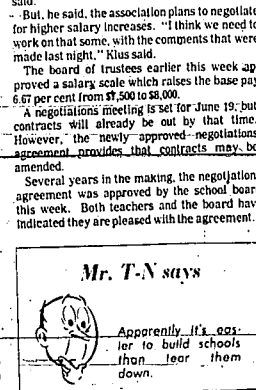 said.
But, he said, the association plans to negotiate
for higher salary increases. "I think we need to
work on that some, with the comments that were
made last night," Klus said.
The board of trustees earlier this week ap
proved a salary scale which raises the base pay
6.67 per cent from $7,500 to $8,000.
A negotiations meeting is set for June 19, but
contracts will already be out by that time.
However, the newly approved negotiations
agreement provides that contracts may be
amended.
Several years in the making, the negotiation
agreement was approved by the school boar
this week. Both teachers and the board hav
indicated they are pleased with the agreement.
Mr. T-N says
Apparently it's eas-
ier to build schools
than tear them
down.